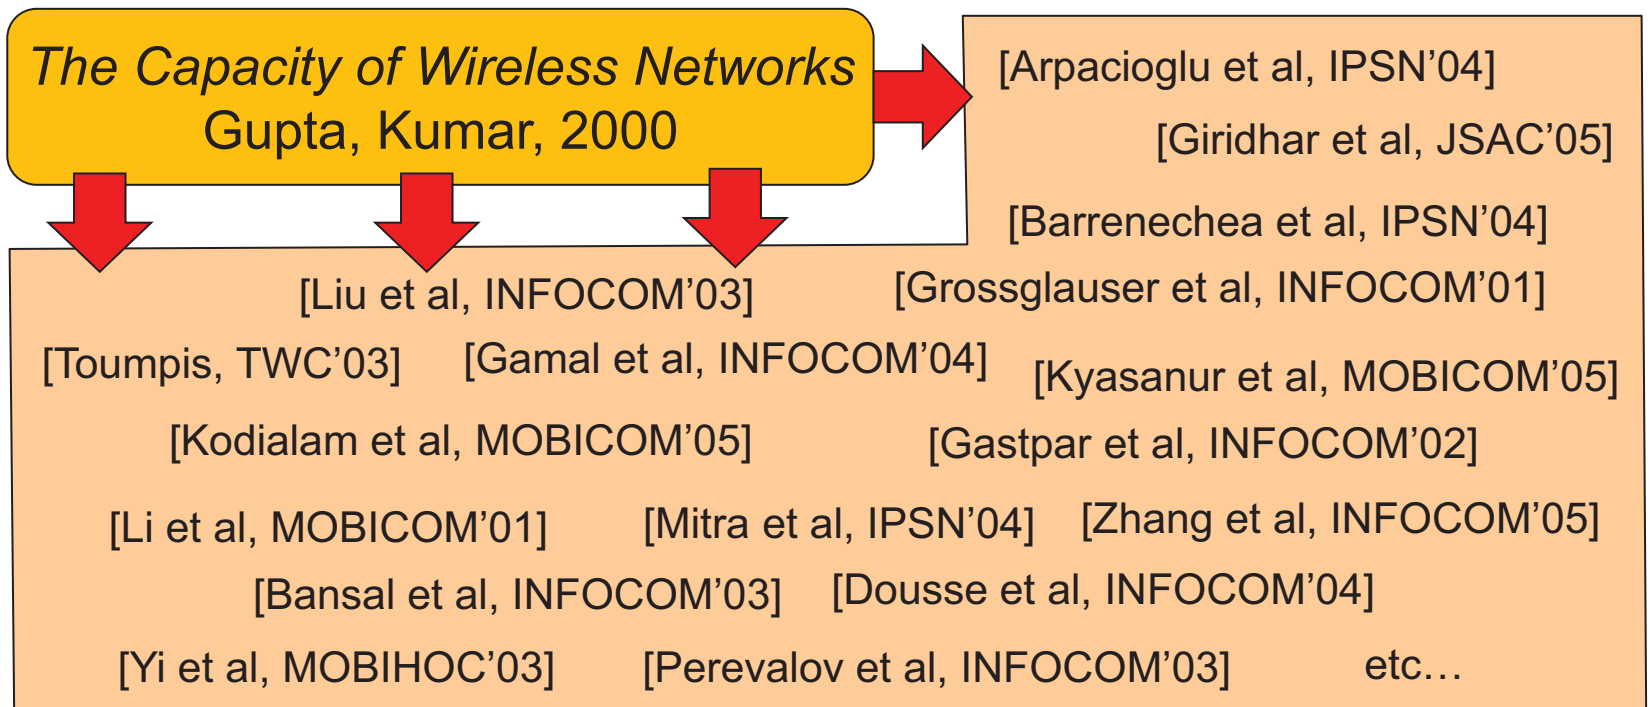 The Capacity of Wireless Networks
Gupta, Kumar, 2000
[Arpacioglu et al, IPSN’04]
[Giridhar et al, JSAC’05]
[Barrenechea et al, IPSN’04]
[Liu et al, INFOCOM’03]
[Grossglauser et al, INFOCOM’01]
[Toumpis, TWC’03]
[Gamal et al, INFOCOM’04]
[Kyasanur et al, MOBICOM’05]
[Kodialam et al, MOBICOM’05]
[Gastpar et al, INFOCOM’02]
[Li et al, MOBICOM’01]
[Mitra et al, IPSN’04]
[Zhang et al, INFOCOM’05]
[Bansal et al, INFOCOM’03]
[Dousse et al, INFOCOM’04]
[Yi et al, MOBIHOC’03]
[Perevalov et al, INFOCOM’03]
etc…